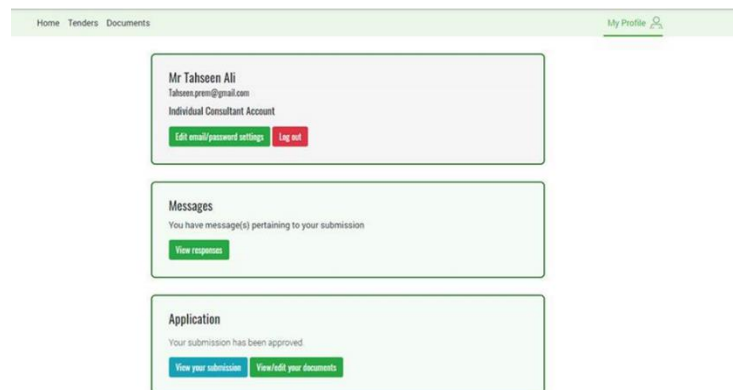 Home Tenders Documents My Profile
Mr Tahseen Ali
Tahseen.prem@gmail.com
Individual Consultant Account
Edit email/password settings Log out
Messages
You have message(s) pertaining to your submission
View responses
Application
Your submission has been approved.
View your submission View/edit your documents